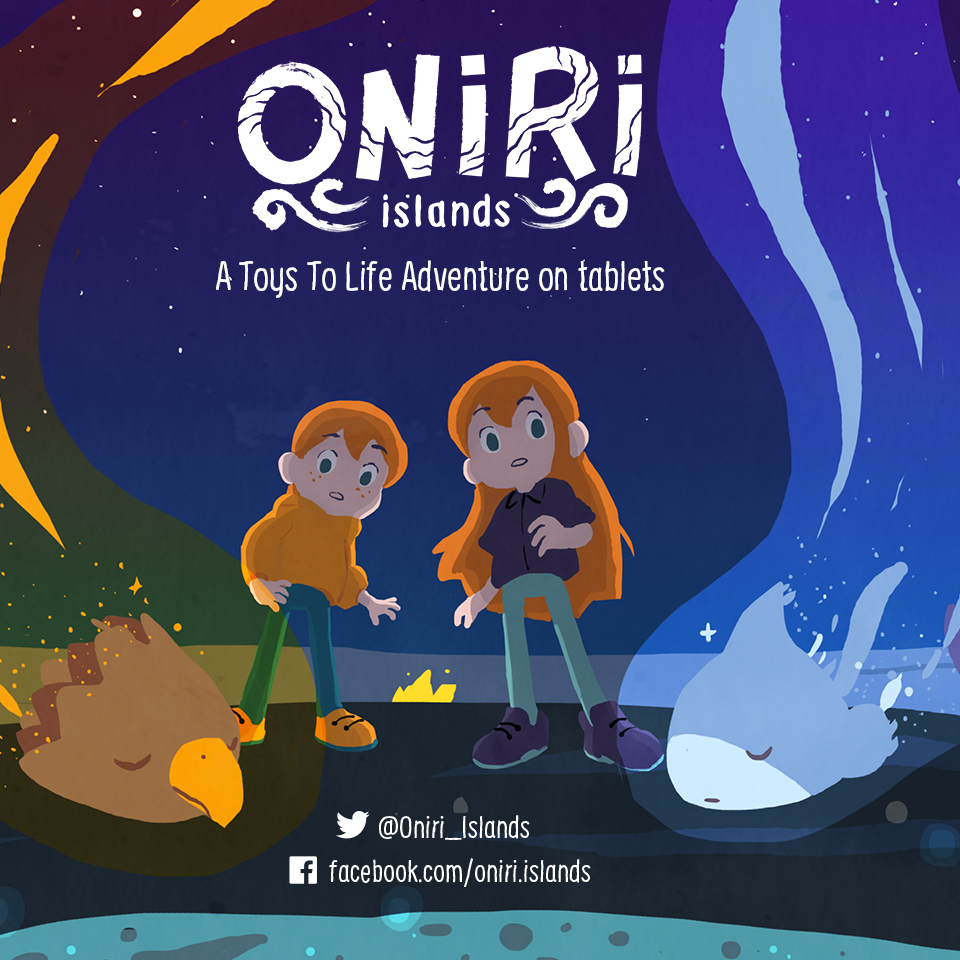 ONiRi
islands
A Toys To Life Adventure on tablets
@Oniri_Islands
facebook.com/oniri.islands